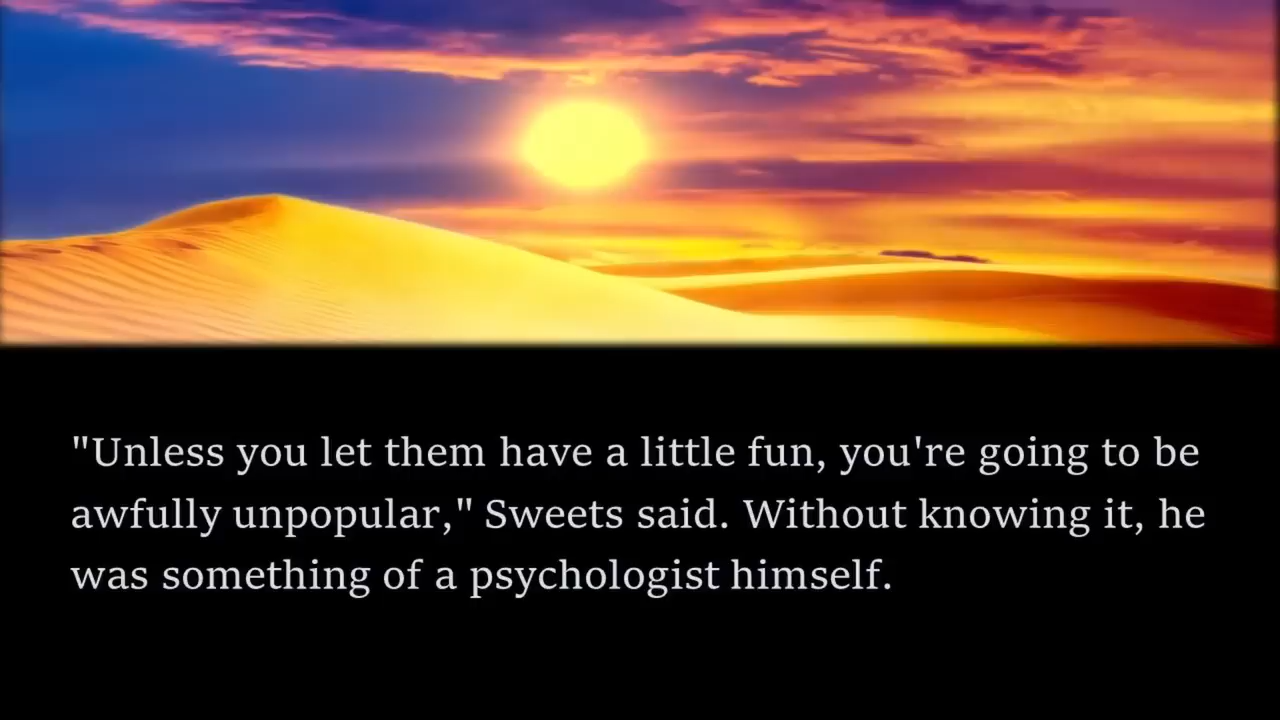 "Unless you let them have a little fun, you're going to be
awfully unpopular," Sweets said. Without knowing it, he
was something of a psychologist himself.